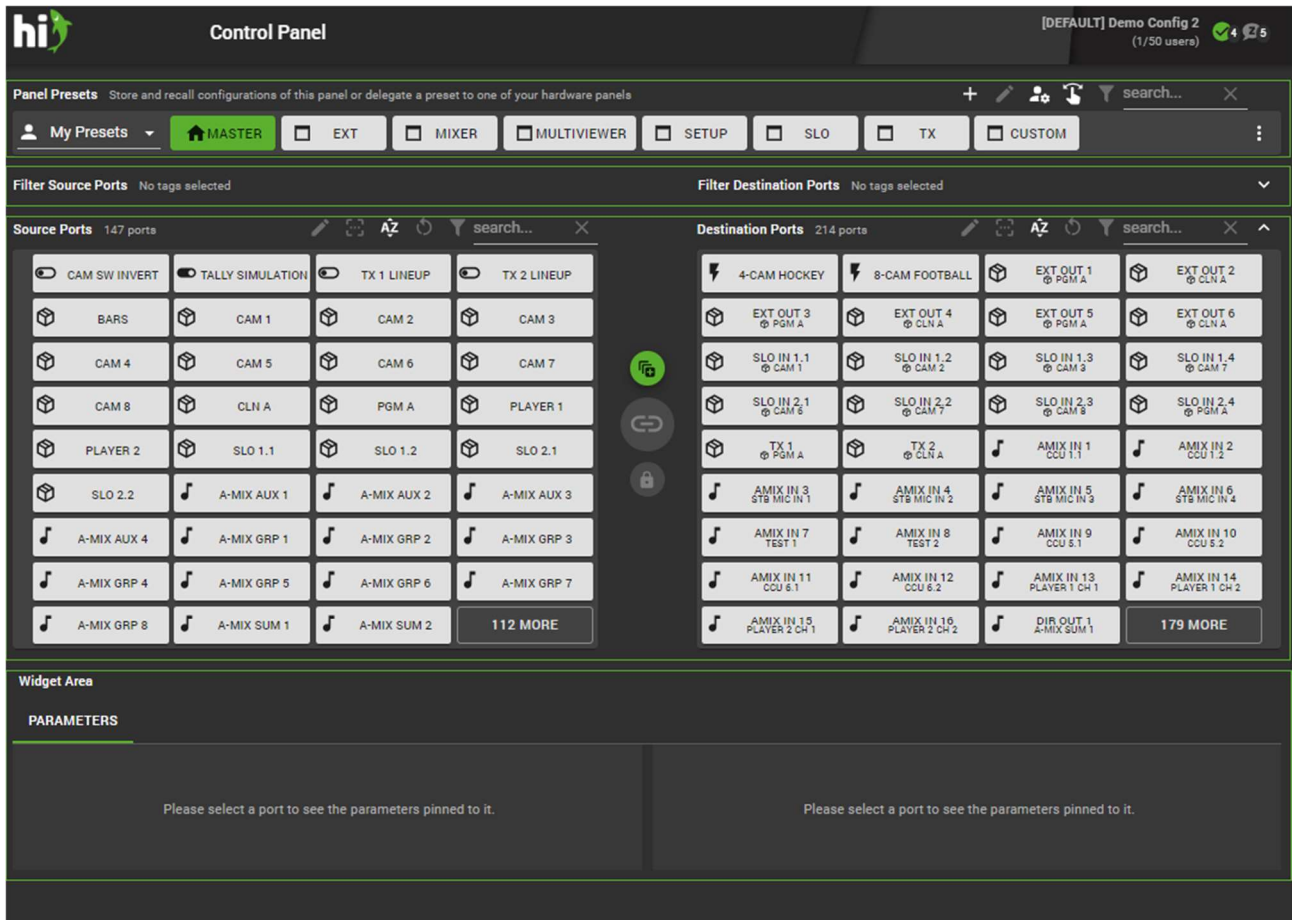 hi
Control Panel
[DEFAULT] Demo Config 2
(1/50 users)
4 5
Panel Presets Store and recall configurations of this panel or delegate a preset to one of your hardware panels
search...
My Presets MASTER EXT MIXER MULTIVIEWER SETUP SLO TX CUSTOM
Filter Source Ports No tags selected
Filter Destination Ports No tags selected
Source Ports 147 ports
AZ search...
CAM SW INVERT TALLY SIMULATION TX 1 LINEUP TX 2 LINEUP
BARS CAM 1 CAM 2 CAM 3
CAM 4 CAM 5 CAM 6 CAM 7
CAM 8 CLN A PGM A PLAYER 1
PLAYER 2 SLO 1.1 SLO 1.2 SLO 2.1
SLO 2.2 A-MIX AUX 1 A-MIX AUX 2 A-MIX AUX 3
A-MIX AUX 4 A-MIX GRP 1 A-MIX GRP 2 A-MIX GRP 3
A-MIX GRP 4 A-MIX GRP 5 A-MIX GRP 6 A-MIX GRP 7
A-MIX GRP 8 A-MIX SUM 1 A-MIX SUM 2 112 MORE
Destination Ports 214 ports
AZ search...
4-CAM HOCKEY 8-CAM FOOTBALL EXT OUT 1 EXT OUT 2
PGM A CLN A
EXT OUT 3 EXT OUT 4 EXT OUT 5 EXT OUT 6
PGM A CLN A PGM A CLN A
SLO IN 1.1 SLO IN 1.2 SLO IN 1.3 SLO IN 1.4
CAM 1 CAM 2 CAM 3 CAM 7
SLO IN 2.1 SLO IN 2.2 SLO IN 2.3 SLO IN 2.4
CAM 6 CAM 7 CAM 8 PGM A
TX 1 TX 2 AMIX IN 1 AMIX IN 2
PGM A CLN A CCU 1.1 CCU 1.2
AMIX IN 3 AMIX IN 4 AMIX IN 5 AMIX IN 6
STB MIC IN 1 STB MIC IN 2 STB MIC IN 3 STB MIC IN 4
AMIX IN 7 AMIX IN 8 AMIX IN 9 AMIX IN 10
TEST 1 TEST 2 CCU 5.1 CCU 5.2
AMIX IN 11 AMIX IN 12 AMIX IN 13 AMIX IN 14
CCU 6.1 CCU 6.2 PLAYER 1 CH 1 PLAYER 1 CH 2
AMIX IN 15 AMIX IN 16 DIR OUT 1 179 MORE
PLAYER 2 CH 1 PLAYER 2 CH 2 A-MIX SUM 1
Widget Area
PARAMETERS
Please select a port to see the parameters pinned to it.
Please select a port to see the parameters pinned to it.